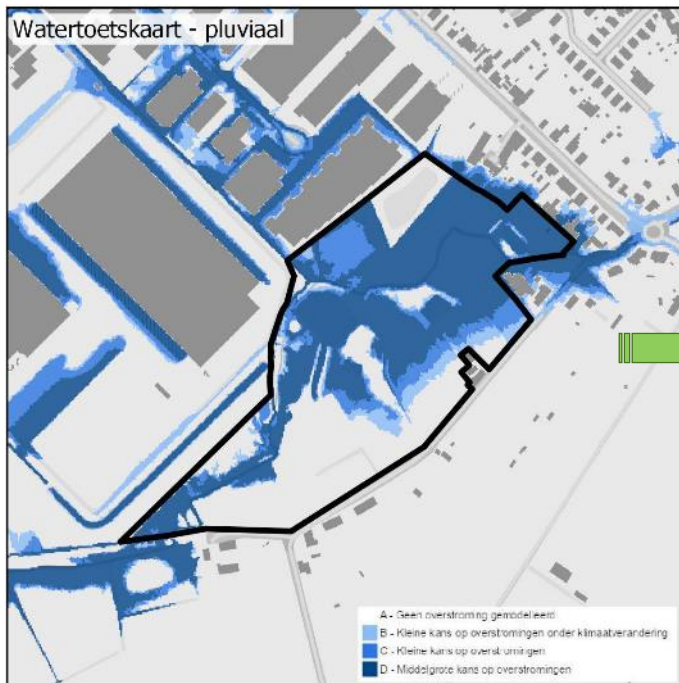 Watertoetskaart - pluviaal
A - Geen overstroming gemodelleerd
B - Kleine kans op overstromingen onder klimaatverandering
C - Kleine kans op overstromingen
D - Middelgrote kans op overstromingen